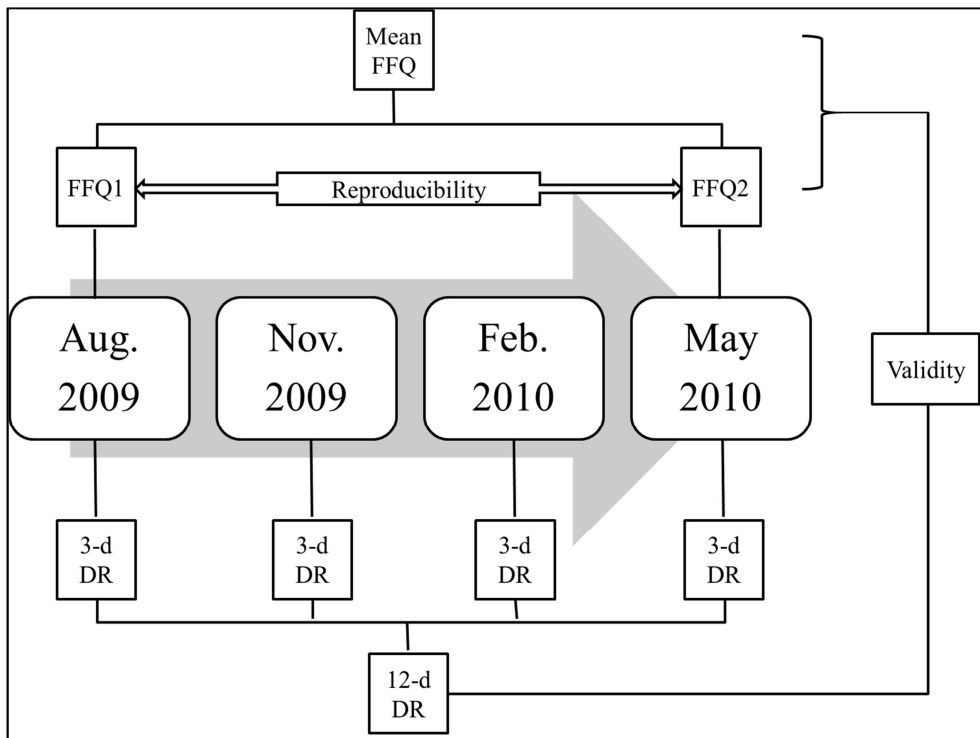 Mean
FFQ
FFQ1
Reproducibility
FFQ2
Aug.
2009
Nov.
2009
Feb.
2010
May
2010
Validity
3-d
DR
3-d
DR
3-d
DR
3-d
DR
12-d
DR